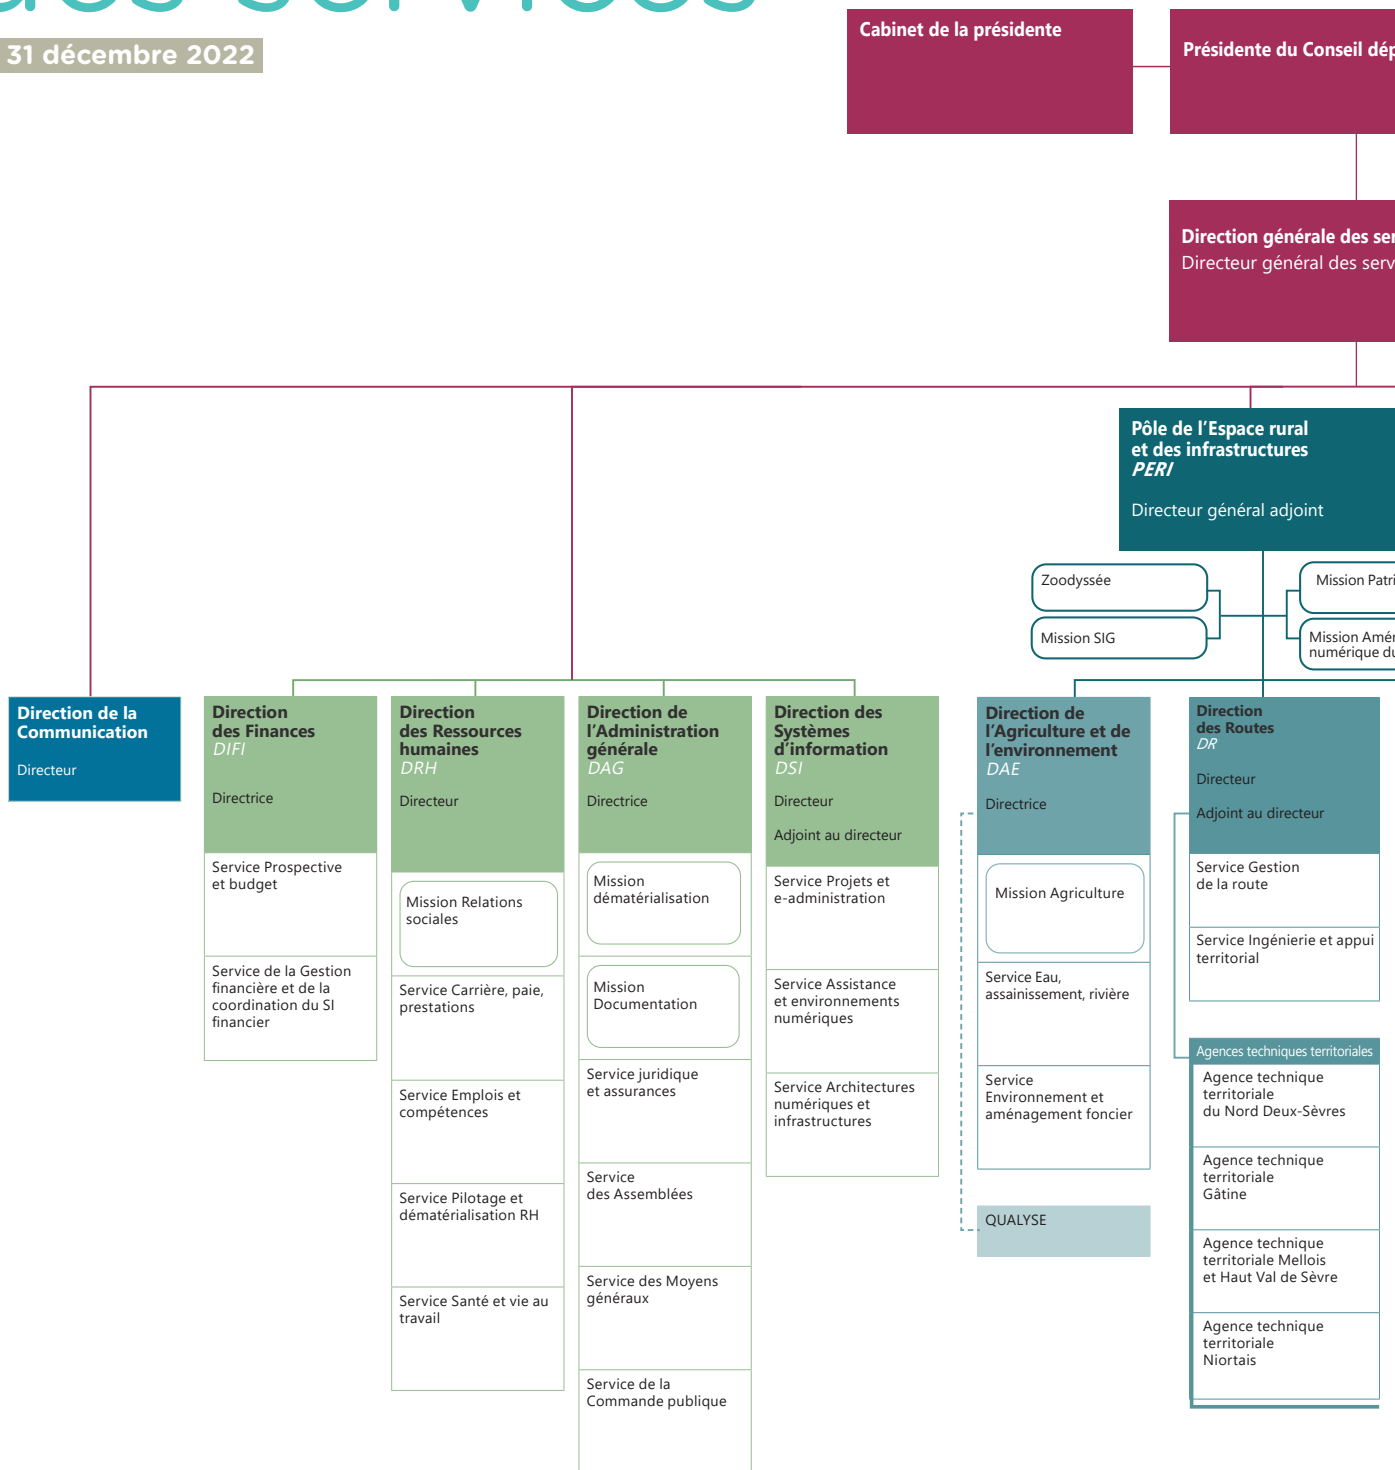 des services
31 décembre 2022
Cabinet de la présidente
Présidente du Conseil
Direction générale des
Directeur général des
Pôle de l'Espace rural
et des infrastructures
PERI
Directeur général adjoint
Zoodyssée
Mission SIG
Mission
Mission
numérique
Direction de la
Communication
Directeur
Direction
des Finances
DIFI
Directrice
Service Prospective
et budget
Service de la Gestion
financière et de la
coordination du SI
financier
Direction
des Ressources
humaines
DRH
Directeur
Mission Relations
sociales
Service Carrière, paie,
prestations
Service Emplois et
compétences
Service Pilotage et
dématérialisation RH
Service Santé et vie au
travail
Direction de
l'Administration
générale
DAG
Directrice
Mission
dématérialisation
Mission
Documentation
Service juridique
et assurances
Service
des Assemblées
Service des Moyens
généraux
Service de la
Commande publique
Direction des
Systèmes
d'information
DSI
Directeur
Adjoint au directeur
Service Projets et
e-administration
Service Assistance
et environnements
numériques
Service Architectures
numériques et
infrastructures
Direction de
l'Agriculture et de
l'environnement
DAE
Directrice
Mission Agriculture
Service Eau,
assainissement, rivière
Service
Environnement et
aménagement foncier
QUALYSE
Direction
des Routes
DR
Directeur
Adjoint au directeur
Service Gestion
de la route
Service Ingénierie et appui
territorial
Agences techniques territoriales
Agence technique
territoriale
du Nord Deux-Sèvres
Agence technique
territoriale
Gâtine
Agence technique
territoriale Mellois
et Haut Val de Sèvre
Agence technique
territoriale
Niortais